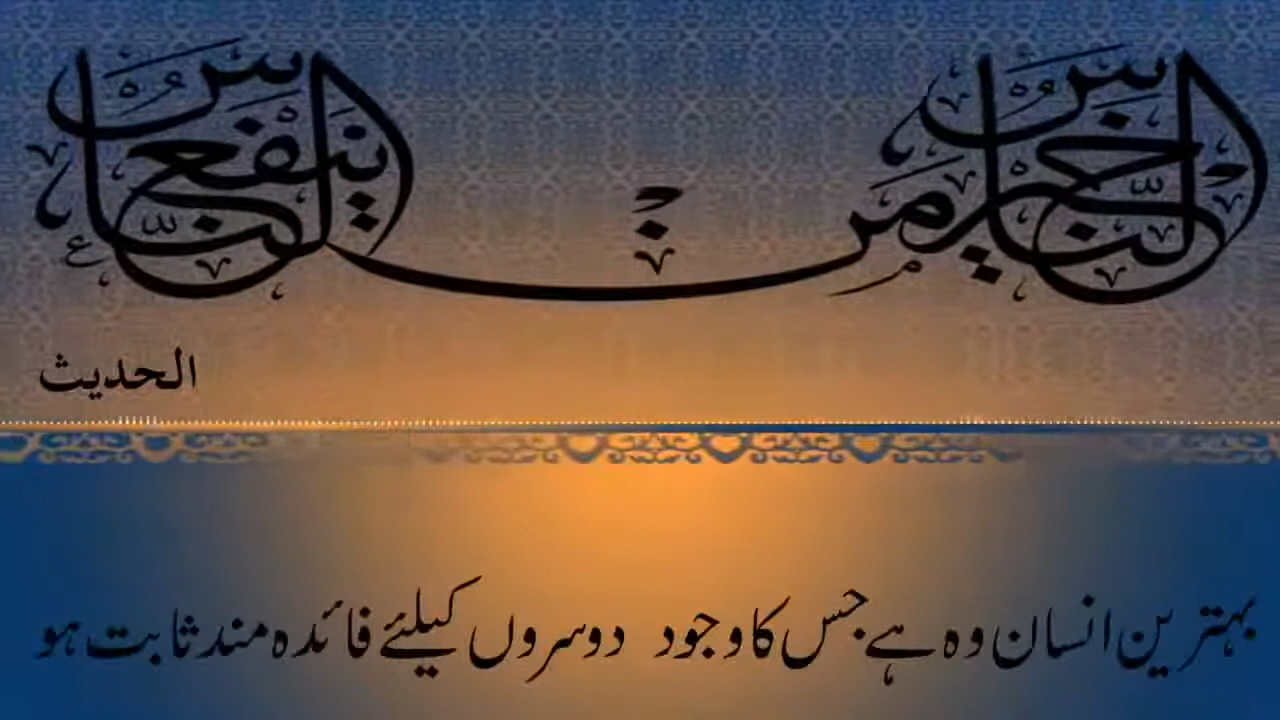 خير الناس من ينفع الناس
الحديث
بہترین انسان وہ ہے جس کا وجود دوسروں کیلئے فائدہ مند ثابت ہو